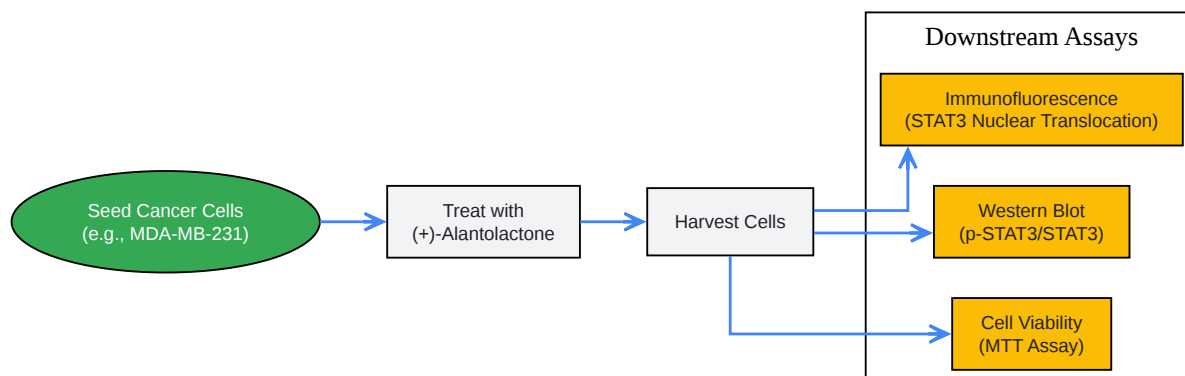 Downstream Assays
Immunofluorescence
(STAT3 Nuclear Translocation)
Seed Cancer Cells
(e.g., MDA-MB-231)
Treat with
(+)-Alantolactone
Harvest Cells
Western Blot
(p-STAT3/STAT3)
Cell Viability
(MTT Assay)